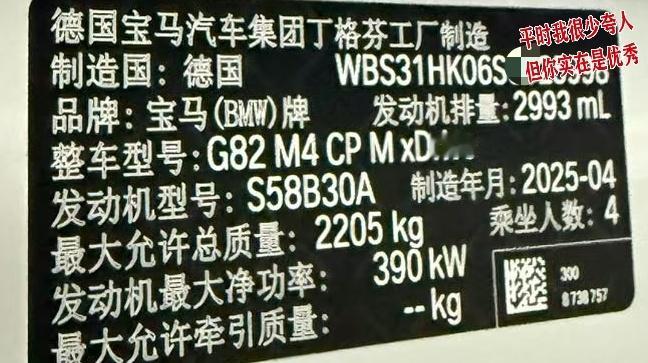 德国宝马汽车集团丁格芬工厂制造
平时我很少夸人
但你实在是优秀
制造国：德国 WBS31HK06S
品牌：宝马(BMW)牌 发动机排量：2993 mL
整车型号：G82 M4 CP M xD
发动机型号：S58B30A 制造年月：2025-04
最大允许总质量：2205 kg 乘坐人数：4
发动机最大净功率：390 kW
最大允许牵引质量：-- kg
300
8738757